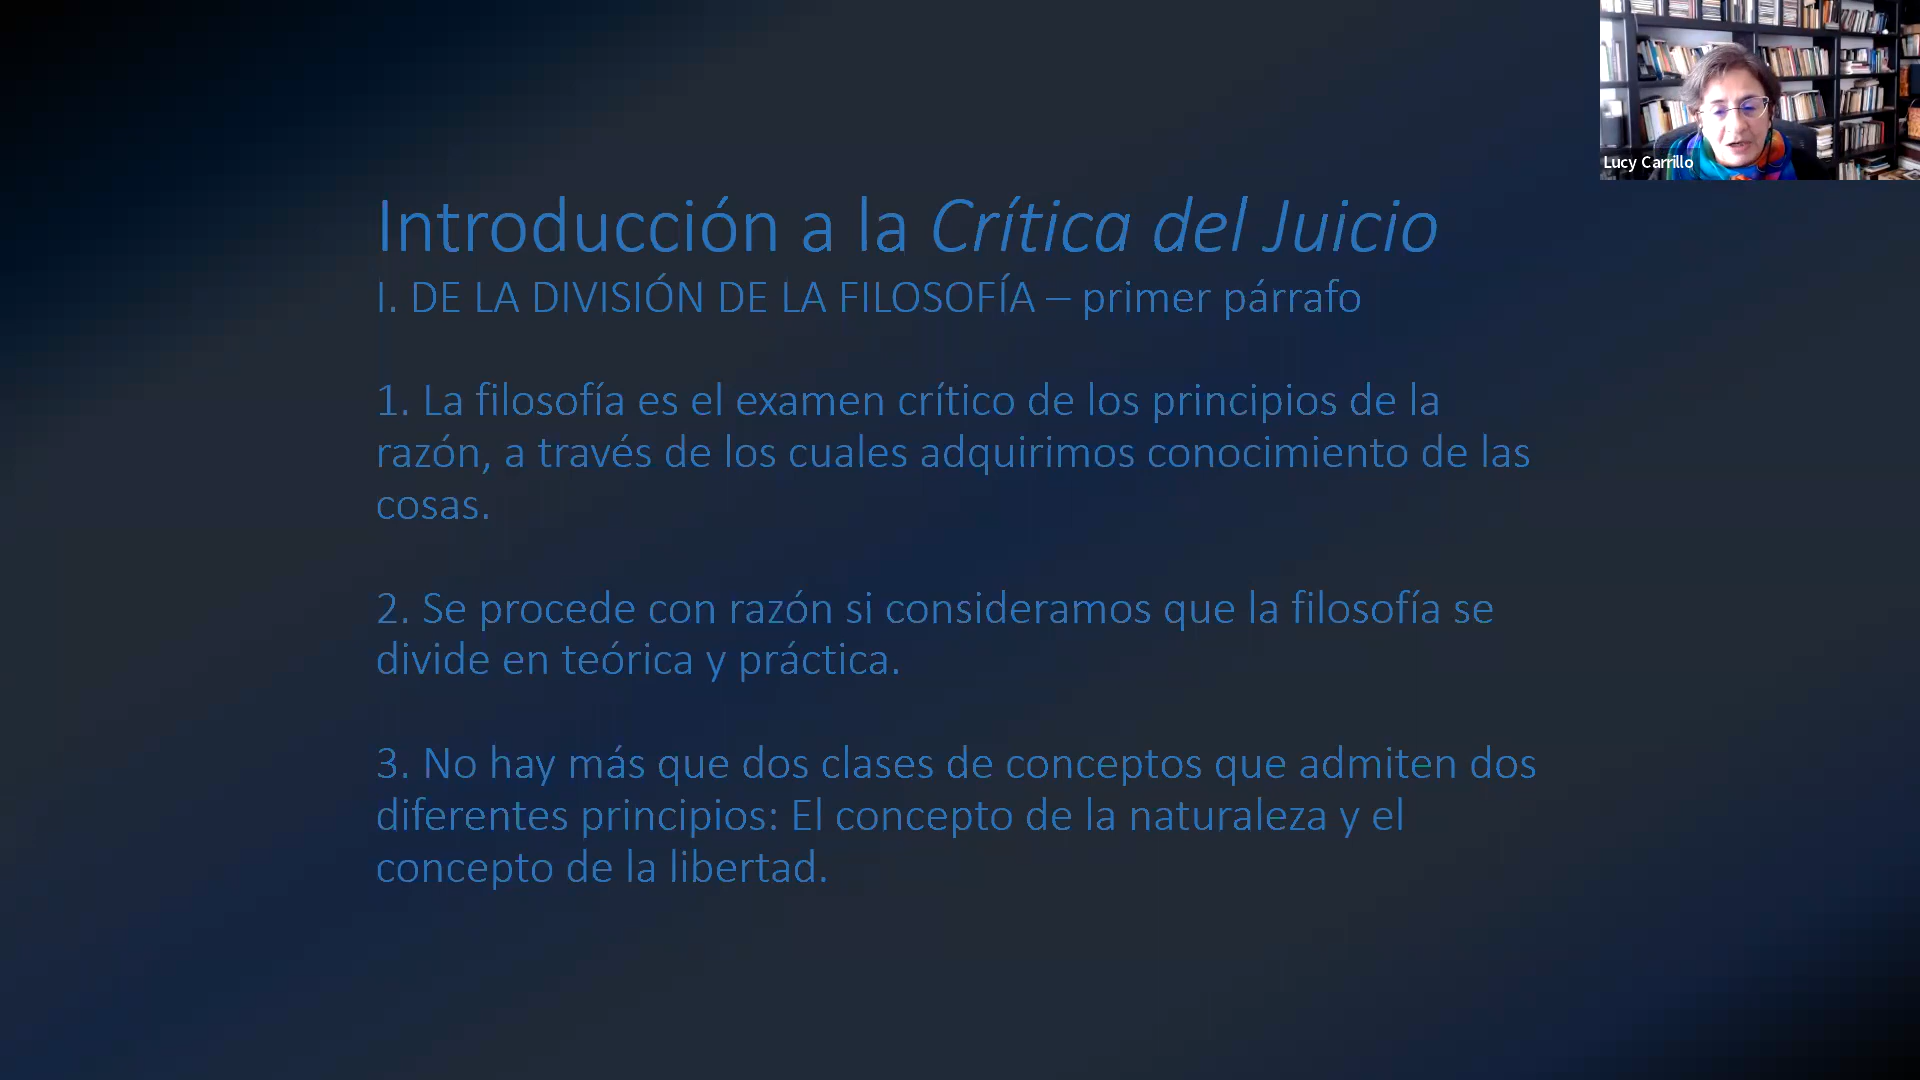 Lucy Carrillo
Introducción a la Crítica del Juicio
I. DE LA DIVISIÓN DE LA FILOSOFÍA – primer párrafo
1. La filosofía es el examen crítico de los principios de la
razón, a través de los cuales adquirimos conocimiento de las
cosas.
2. Se procede con razón si consideramos que la filosofía se
divide en teórica y práctica.
3. No hay más que dos clases de conceptos que admiten dos
diferentes principios: El concepto de la naturaleza y el
concepto de la libertad.